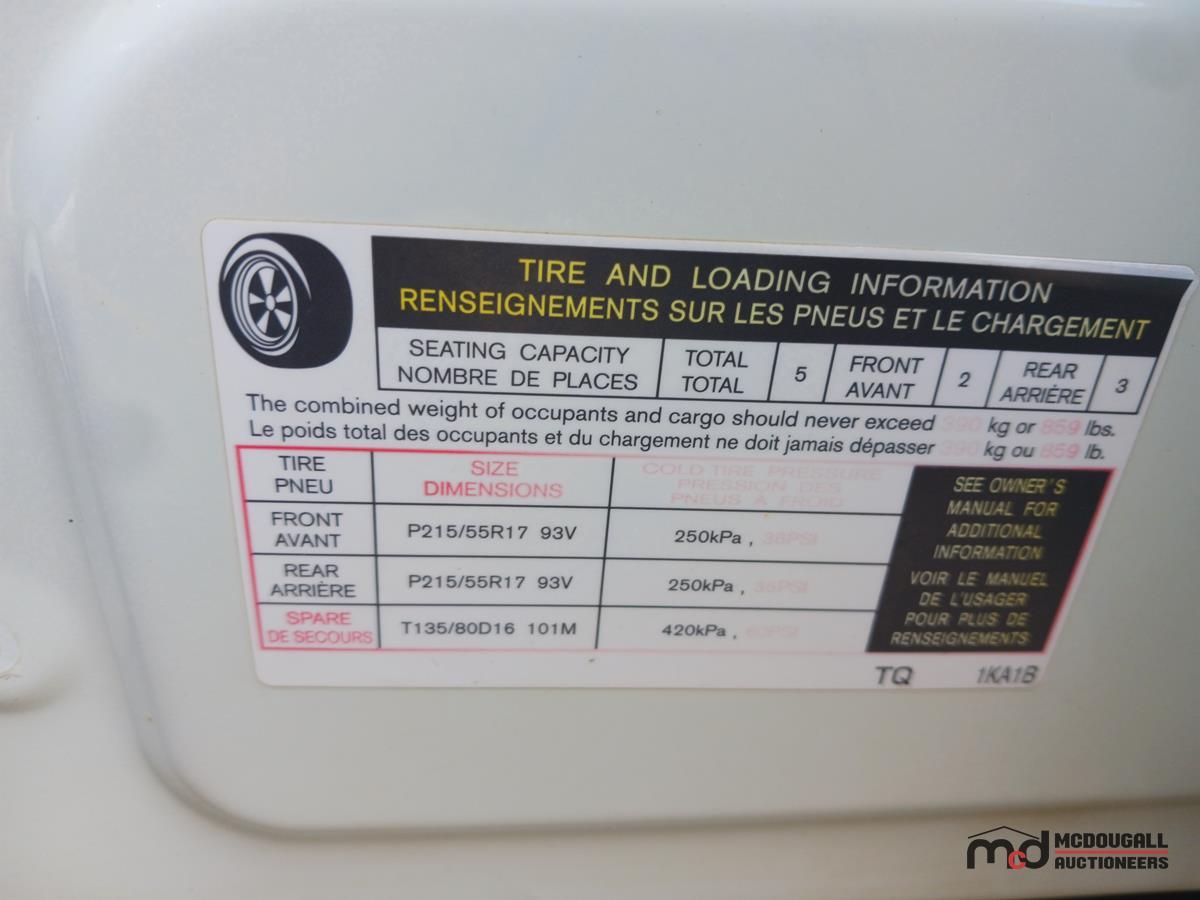 TIRE AND LOADING INFORMATION
RENSEIGNEMENTS SUR LES PNEUS ET LE CHARGEMENT
SEATING CAPACITY
NOMBRE DE PLACES
TOTAL
TOTAL
5
FRONT
AVANT
2
REAR
ARRIÈRE
3
The combined weight of occupants and cargo should never exceed 390 kg or 859 lbs.
Le poids total des occupants et du chargement ne doit jamais dépasser 390 kg ou 859 lb.
TIRE
PNEU
SIZE
DIMENSIONS
COLD TIRE PRESSURE
PRESSION DES
PNEUS À FROID
SEE OWNER'S
MANUAL FOR
ADDITIONAL
INFORMATION
VOIR LE MANUEL
DE L'USAGER
POUR PLUS DE
RENSEIGNEMENTS
FRONT
AVANT
P215/55R17 93V
250kPa , 36PSI
REAR
ARRIÈRE
P215/55R17 93V
250kPa , 36PSI
SPARE
DE SECOURS
T135/80D16 101M
420kPa , 60PSI
TQ 1KA1B
mcd MCDOUGALL
AUCTIONEERS